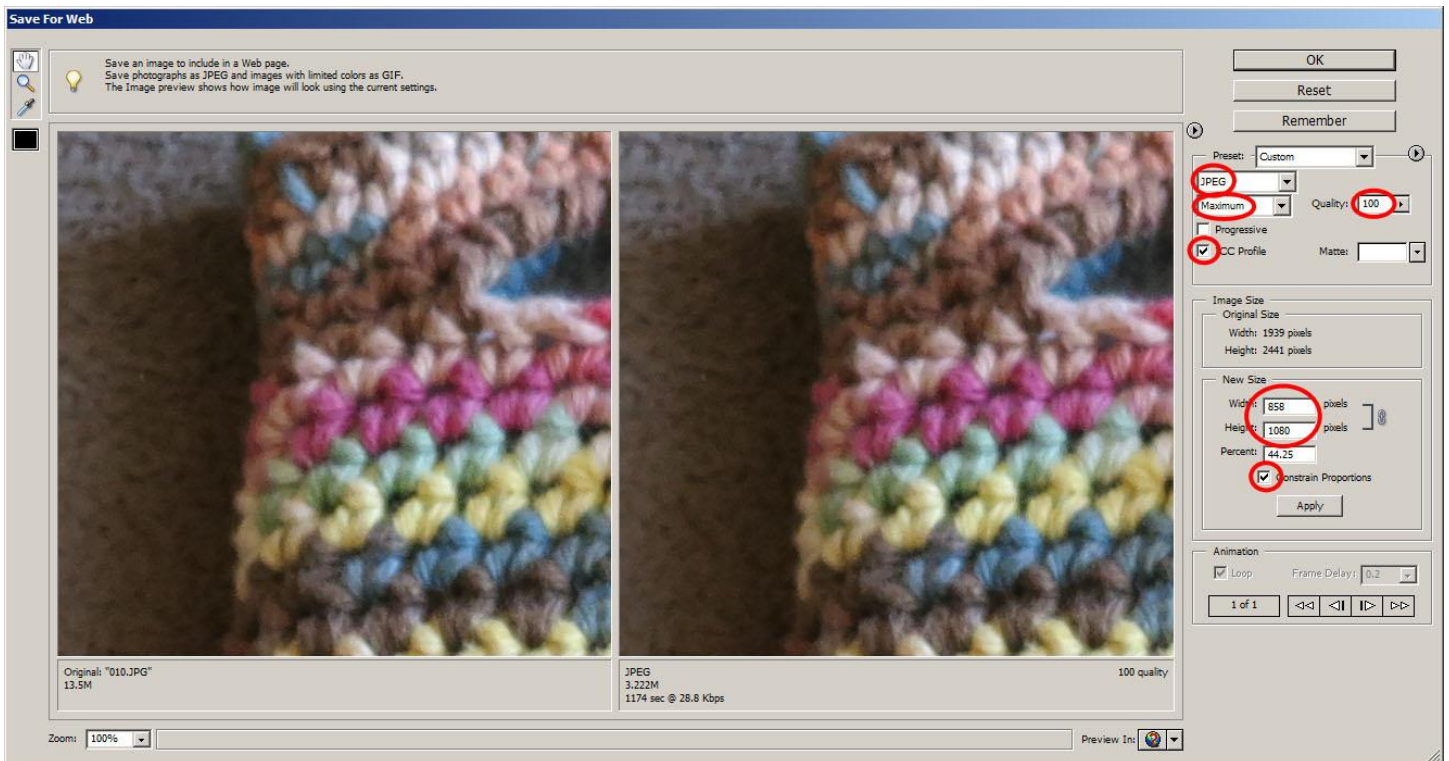 Save For Web
Save an image to include in a Web page.
Save photographs as JPEG and images with limited colors as GIF.
The Image preview shows how image will look using the current settings.
OK
Reset
Remember
Preset: Custom
JPEG
Maximum Quality: 100
Progressive
ICC Profile Matte:
Image Size
Original Size
Width: 1939 pixels
Height: 2441 pixels
New Size
Width: 858 pixels
Height: 1080 pixels
Percent: 44.25
Constrain Proportions
Apply
Animation
Loop Frame Delay: 0.2
1 of 1
Original: "010.JPG"
13.5M
JPEG 100 quality
3.222M
1174 sec @ 28.8 Kbps
Zoom: 100%
Preview In: